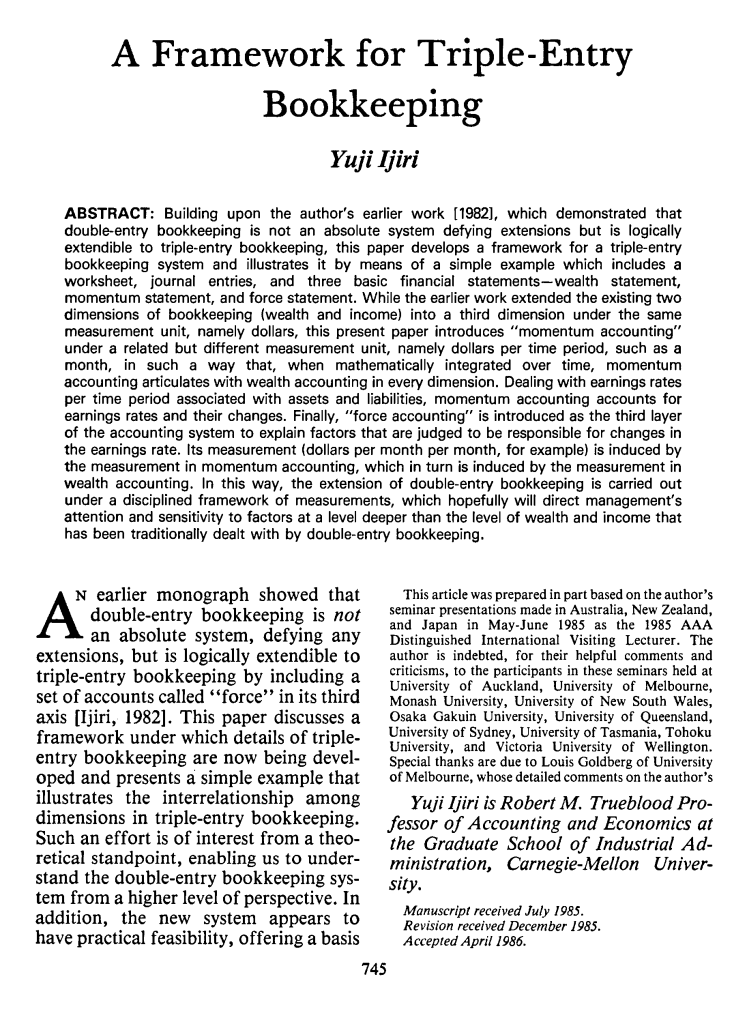 A Framework for Triple-Entry
Bookkeeping
Yuji Ijiri
ABSTRACT: Building upon the author's earlier work [1982], which demonstrated that
double-entry bookkeeping is not an absolute system defying extensions but is logically
extendible to triple-entry bookkeeping, this paper develops a framework for a triple-entry
bookkeeping system and illustrates it by means of a simple example which includes a
worksheet, journal entries, and three basic financial statements—wealth statement,
momentum statement, and force statement. While the earlier work extended the existing two
dimensions of bookkeeping (wealth and income) into a third dimension under the same
measurement unit, namely dollars, this present paper introduces "momentum accounting"
under a related but different measurement unit, namely dollars per time period, such as a
month, in such a way that, when mathematically integrated over time, momentum
accounting articulates with wealth accounting in every dimension. Dealing with earnings rates
per time period associated with assets and liabilities, momentum accounting accounts for
earnings rates and their changes. Finally, "force accounting" is introduced as the third layer
of the accounting system to explain factors that are judged to be responsible for changes in
the earnings rate. Its measurement (dollars per month per month, for example) is induced by
the measurement in momentum accounting, which in turn is induced by the measurement in
wealth accounting. In this way, the extension of double-entry bookkeeping is carried out
under a disciplined framework of measurements, which hopefully will direct management's
attention and sensitivity to factors at a level deeper than the level of wealth and income that
has been traditionally dealt with by double-entry bookkeeping.
AN earlier monograph showed that
double-entry bookkeeping is not
an absolute system, defying any
extensions, but is logically extendible to
triple-entry bookkeeping by including a
set of accounts called "force" in its third
axis [Ijiri, 1982]. This paper discusses a
framework under which details of triple-
entry bookkeeping are now being devel-
oped and presents a simple example that
illustrates the interrelationship among
dimensions in triple-entry bookkeeping.
Such an effort is of interest from a theo-
retical standpoint, enabling us to under-
stand the double-entry bookkeeping sys-
tem from a higher level of perspective. In
addition, the new system appears to
have practical feasibility, offering a basis
This article was prepared in part based on the author's
seminar presentations made in Australia, New Zealand,
and Japan in May-June 1985 as the 1985 AAA
Distinguished International Visiting Lecturer. The
author is indebted, for their helpful comments and
criticisms, to the participants in these seminars held at
University of Auckland, University of Melbourne,
Monash University, University of New South Wales,
Osaka Gakuin University, University of Queensland,
University of Sydney, University of Tasmania, Tohoku
University, and Victoria University of Wellington.
Special thanks are due to Louis Goldberg of University
of Melbourne, whose detailed comments on the author's
Yuji Ijiri is Robert M. Trueblood Pro-
fessor of Accounting and Economics at
the Graduate School of Industrial Ad-
ministration, Carnegie-Mellon Univer-
sity.
Manuscript received July 1985.
Revision received December 1985.
Accepted April 1986.
745